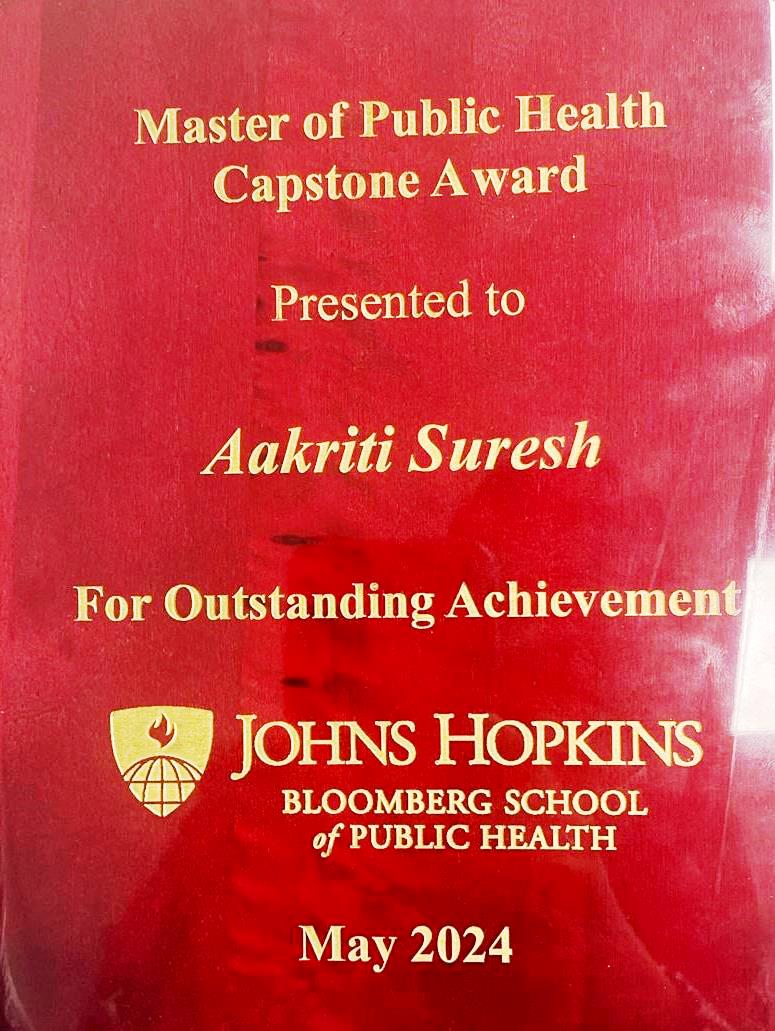 Master of Public Health
Capstone Award
Presented to
Aakriti Suresh
For Outstanding Achievement
JOHNS HOPKINS
BLOOMBERG SCHOOL
of PUBLIC HEALTH
May 2024